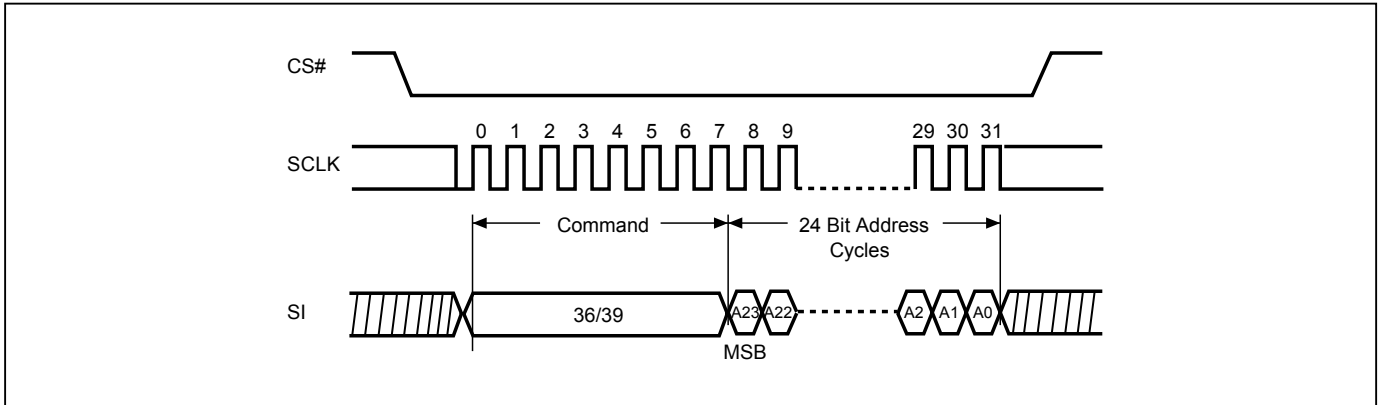 CS#
0 1 2 3 4 5 6 7 8 9 29 30 31
SCLK
Command
24 Bit Address
Cycles
SI
36/39
A23 A22 A2 A1 A0
MSB